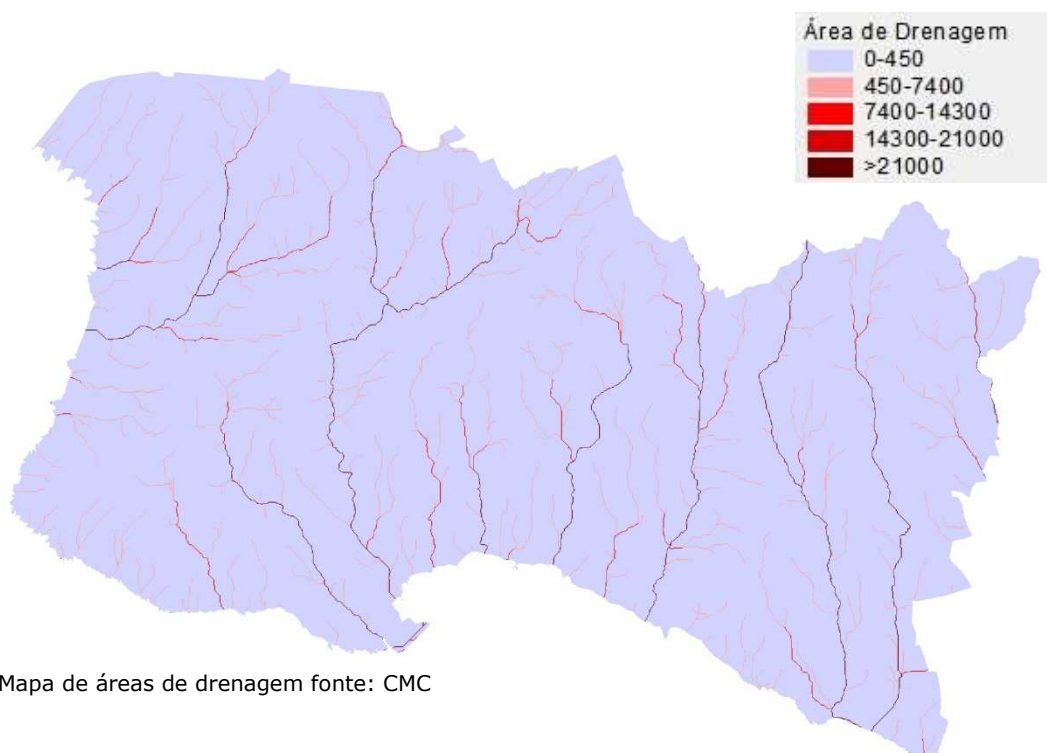 Área de Drenagem
0-450
450-7400
7400-14300
14300-21000
>21000
Mapa de áreas de drenagem fonte: CMC